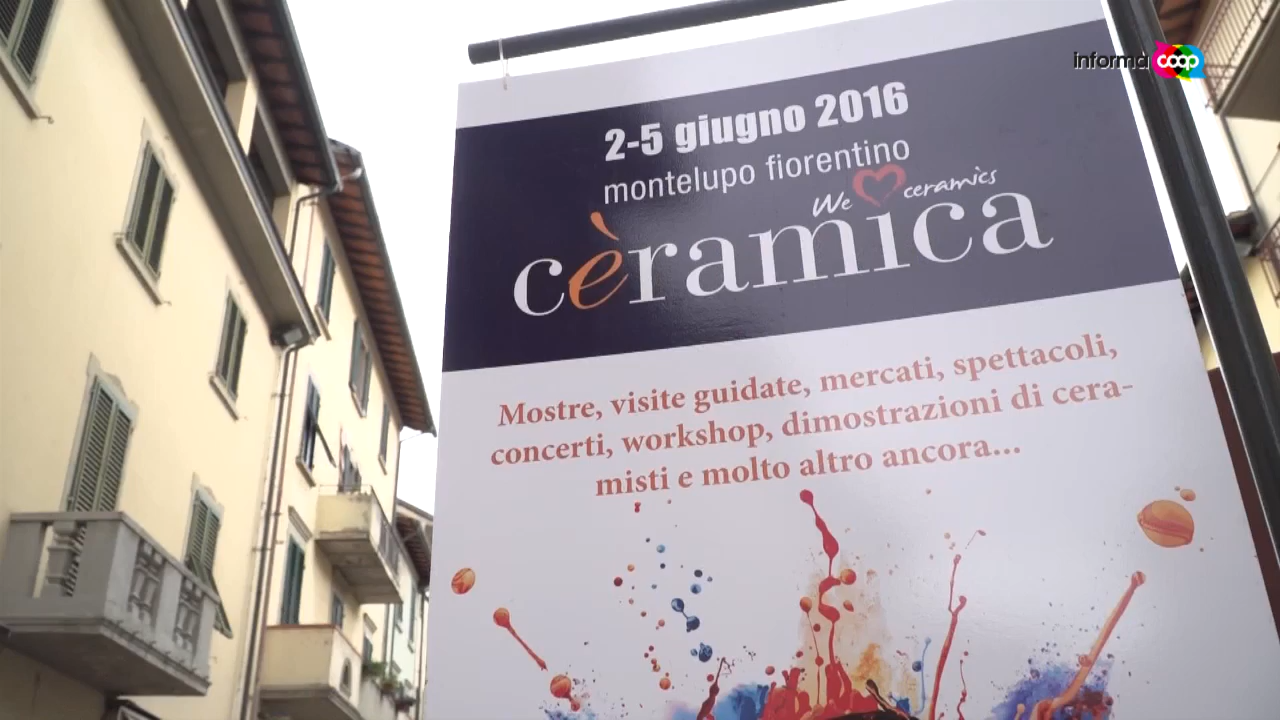 informa coop
2-5 giugno 2016
montelupo fiorentino
We ceramics
cèramica
Mostre, visite guidate, mercati, spettacoli,
concerti, workshop, dimostrazioni di cera-
misti e molto altro ancora...